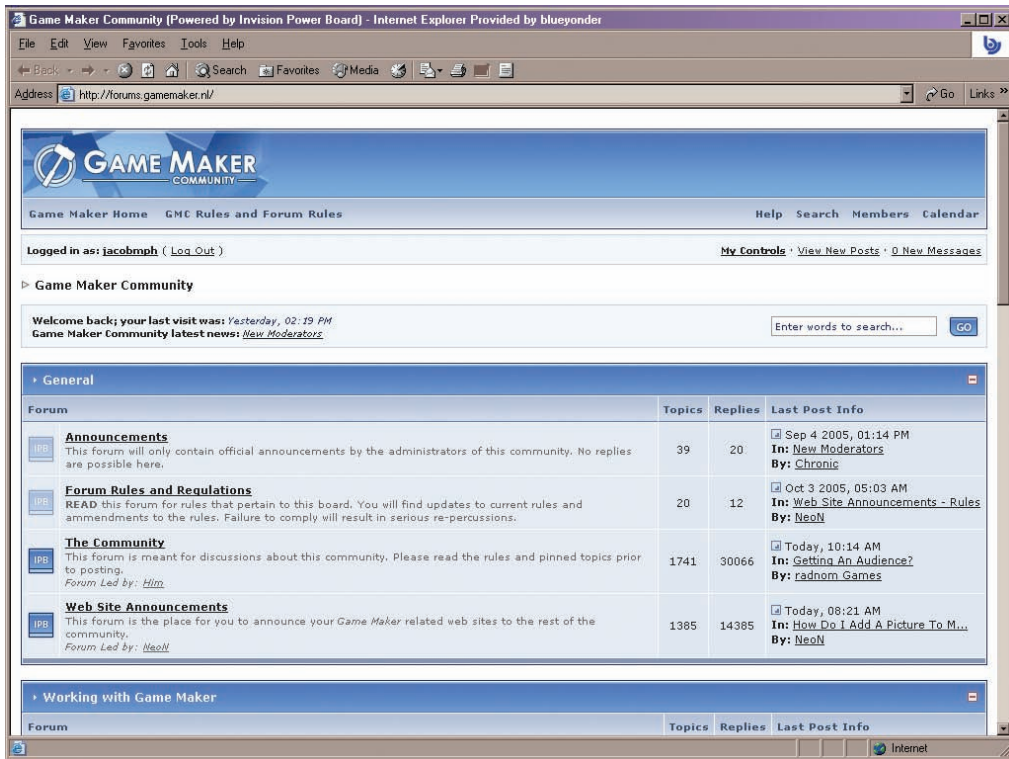 Game Maker Community (Powered by Invision Power Board) - Internet Explorer Provided by blueyonder
File Edit View Favorites Tools Help
Back Search Favorites Media
Address http://forums.gamemaker.nl/ Go Links »
GAME MAKER
COMMUNITY
Game Maker Home GMC Rules and Forum Rules Help Search Members Calendar
Logged in as: jacobmph ( Log Out ) My Controls · View New Posts · 0 New Messages
Game Maker Community
Welcome back; your last visit was: Yesterday, 02:19 PM
Game Maker Community latest news: New Moderators
Enter words to search... GO
General
Forum Topics Replies Last Post Info
IPB
Announcements
This forum will only contain official announcements by the administrators of this community. No replies
are possible here.
39 20
Sep 4 2005, 01:14 PM
In: New Moderators
By: Chronic
IPB
Forum Rules and Regulations
READ this forum for rules that pertain to this board. You will find updates to current rules and
ammendments to the rules. Failure to comply will result in serious re-percussions.
20 12
Oct 3 2005, 05:03 AM
In: Web Site Announcements - Rules
By: NeoN
IPB
The Community
This forum is meant for discussions about this community. Please read the rules and pinned topics prior
to posting.
Forum Led by: Him
1741 30066
Today, 10:14 AM
In: Getting An Audience?
By: radnom Games
IPB
Web Site Announcements
This forum is the place for you to announce your Game Maker related web sites to the rest of the
community.
Forum Led by: NeoN
1385 14385
Today, 08:21 AM
In: How Do I Add A Picture To M...
By: NeoN
Working with Game Maker
Forum Topics Replies Last Post Info
Internet